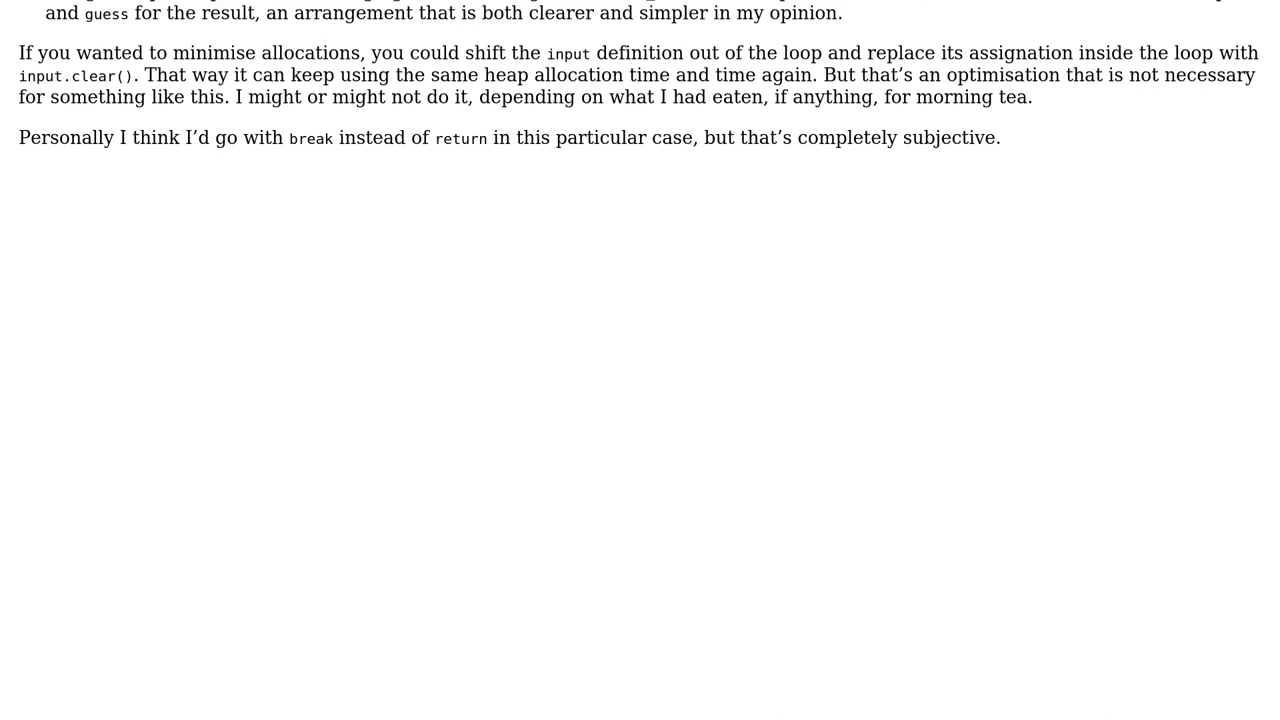 and guess for the result, an arrangement that is both clearer and simpler in my opinion.
If you wanted to minimise allocations, you could shift the input definition out of the loop and replace its assignation inside the loop with
input.clear(). That way it can keep using the same heap allocation time and time again. But that’s an optimisation that is not necessary
for something like this. I might or might not do it, depending on what I had eaten, if anything, for morning tea.
Personally I think I’d go with break instead of return in this particular case, but that’s completely subjective.